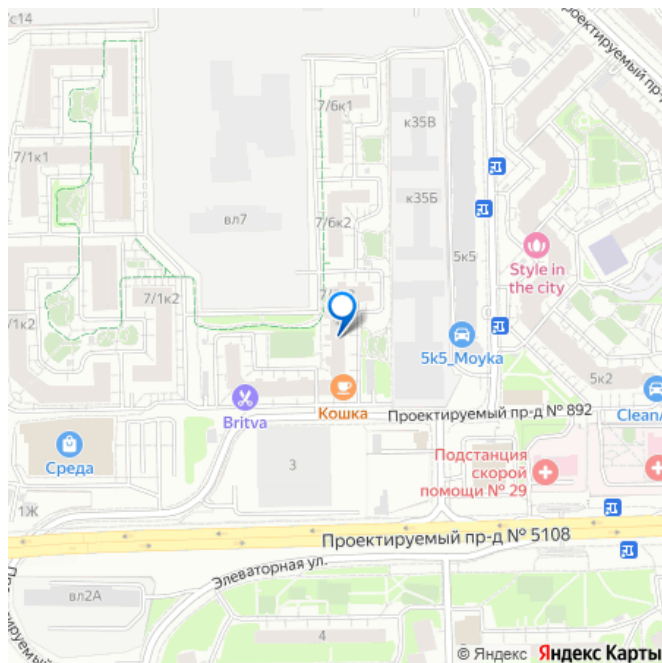 с14
Проектируемый пр-
7/6к1
к35В
7/1к1
вл7
7/6к2
к35Б
5к5
Style in
the city
7/1к2
1к2
5k5_Moyka
5к2
Britva
Кошка
Проектируемый пр-д № 892
CleanA
Среда
3
Подстанция
скорой
помощи № 29
1Ж
Проектируемый пр-д № 5108
Элеваторная ул.
вл2А
4
© Яндекс Яндекс Карты